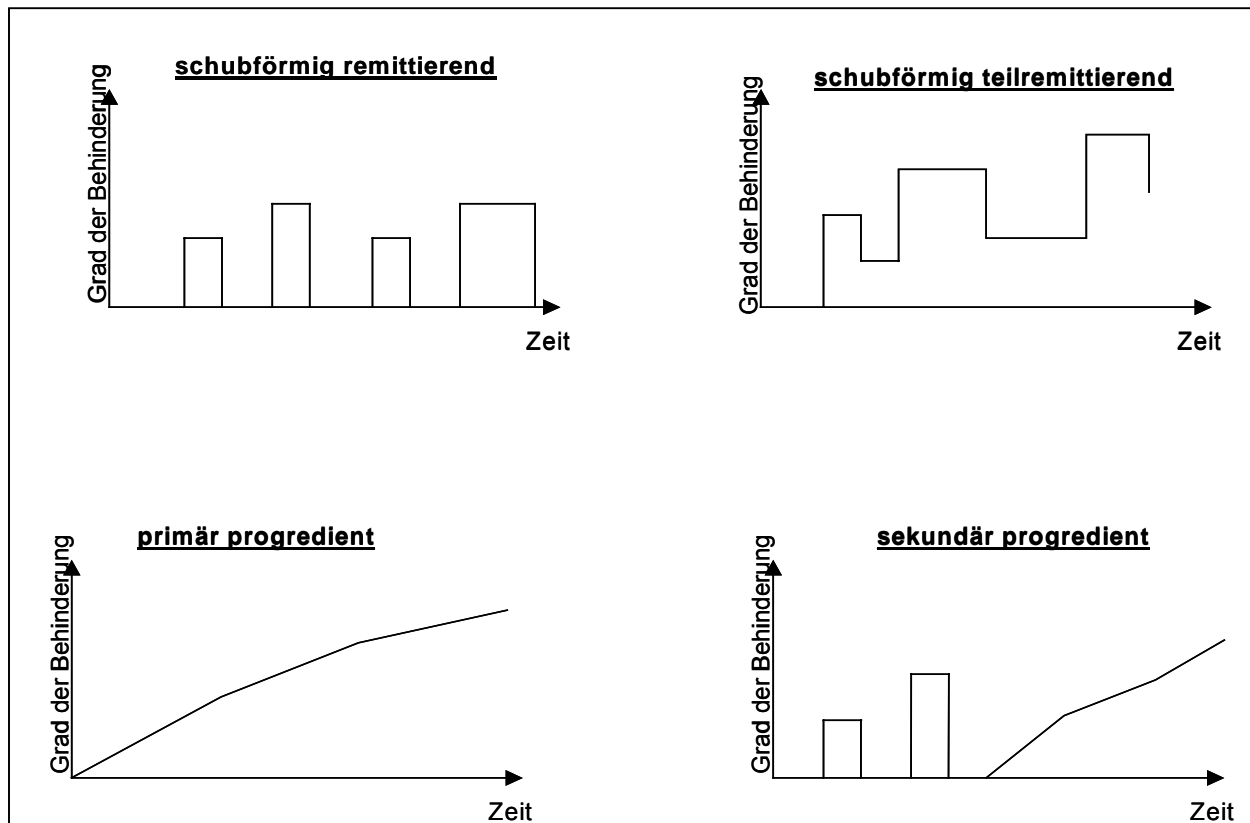 schubförmig remittierend
Grad der Behinderung
Zeit
schubförmig teilremittierend
Grad der Behinderung
Zeit
primär progredient
Grad der Behinderung
Zeit
sekundär progredient
Grad der Behinderung
Zeit